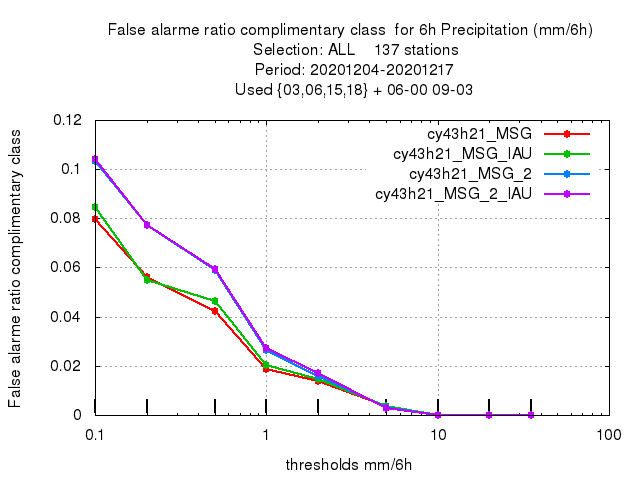 False alarme ratio complimentary class  for 6h Precipitation (mm/6h)
Selection: ALL    137 stations
Period: 20201204-20201217
Used {03,06,15,18} + 06-00 09-03
cy43h21_MSG
cy43h21_MSG_IAU
cy43h21_MSG_2
cy43h21_MSG_2_IAU
False alarme ratio complimentary class
0.12
0.1
0.08
0.06
0.04
0.02
0
0.1 1 10 100
thresholds mm/6h